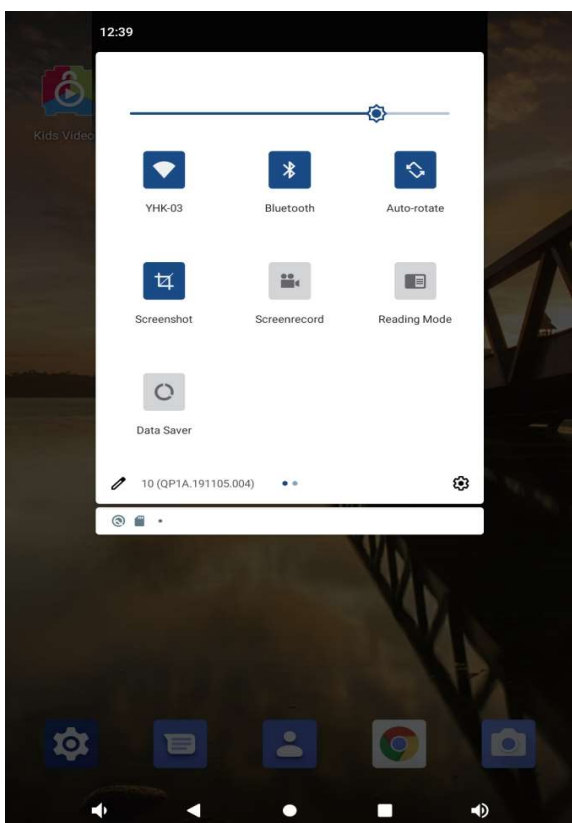 12:39
Kids Video
YHK-03
Bluetooth
Auto-rotate
Screenshot
Screenrecord
Reading Mode
Data Saver
10 (QP1A.191105.004)